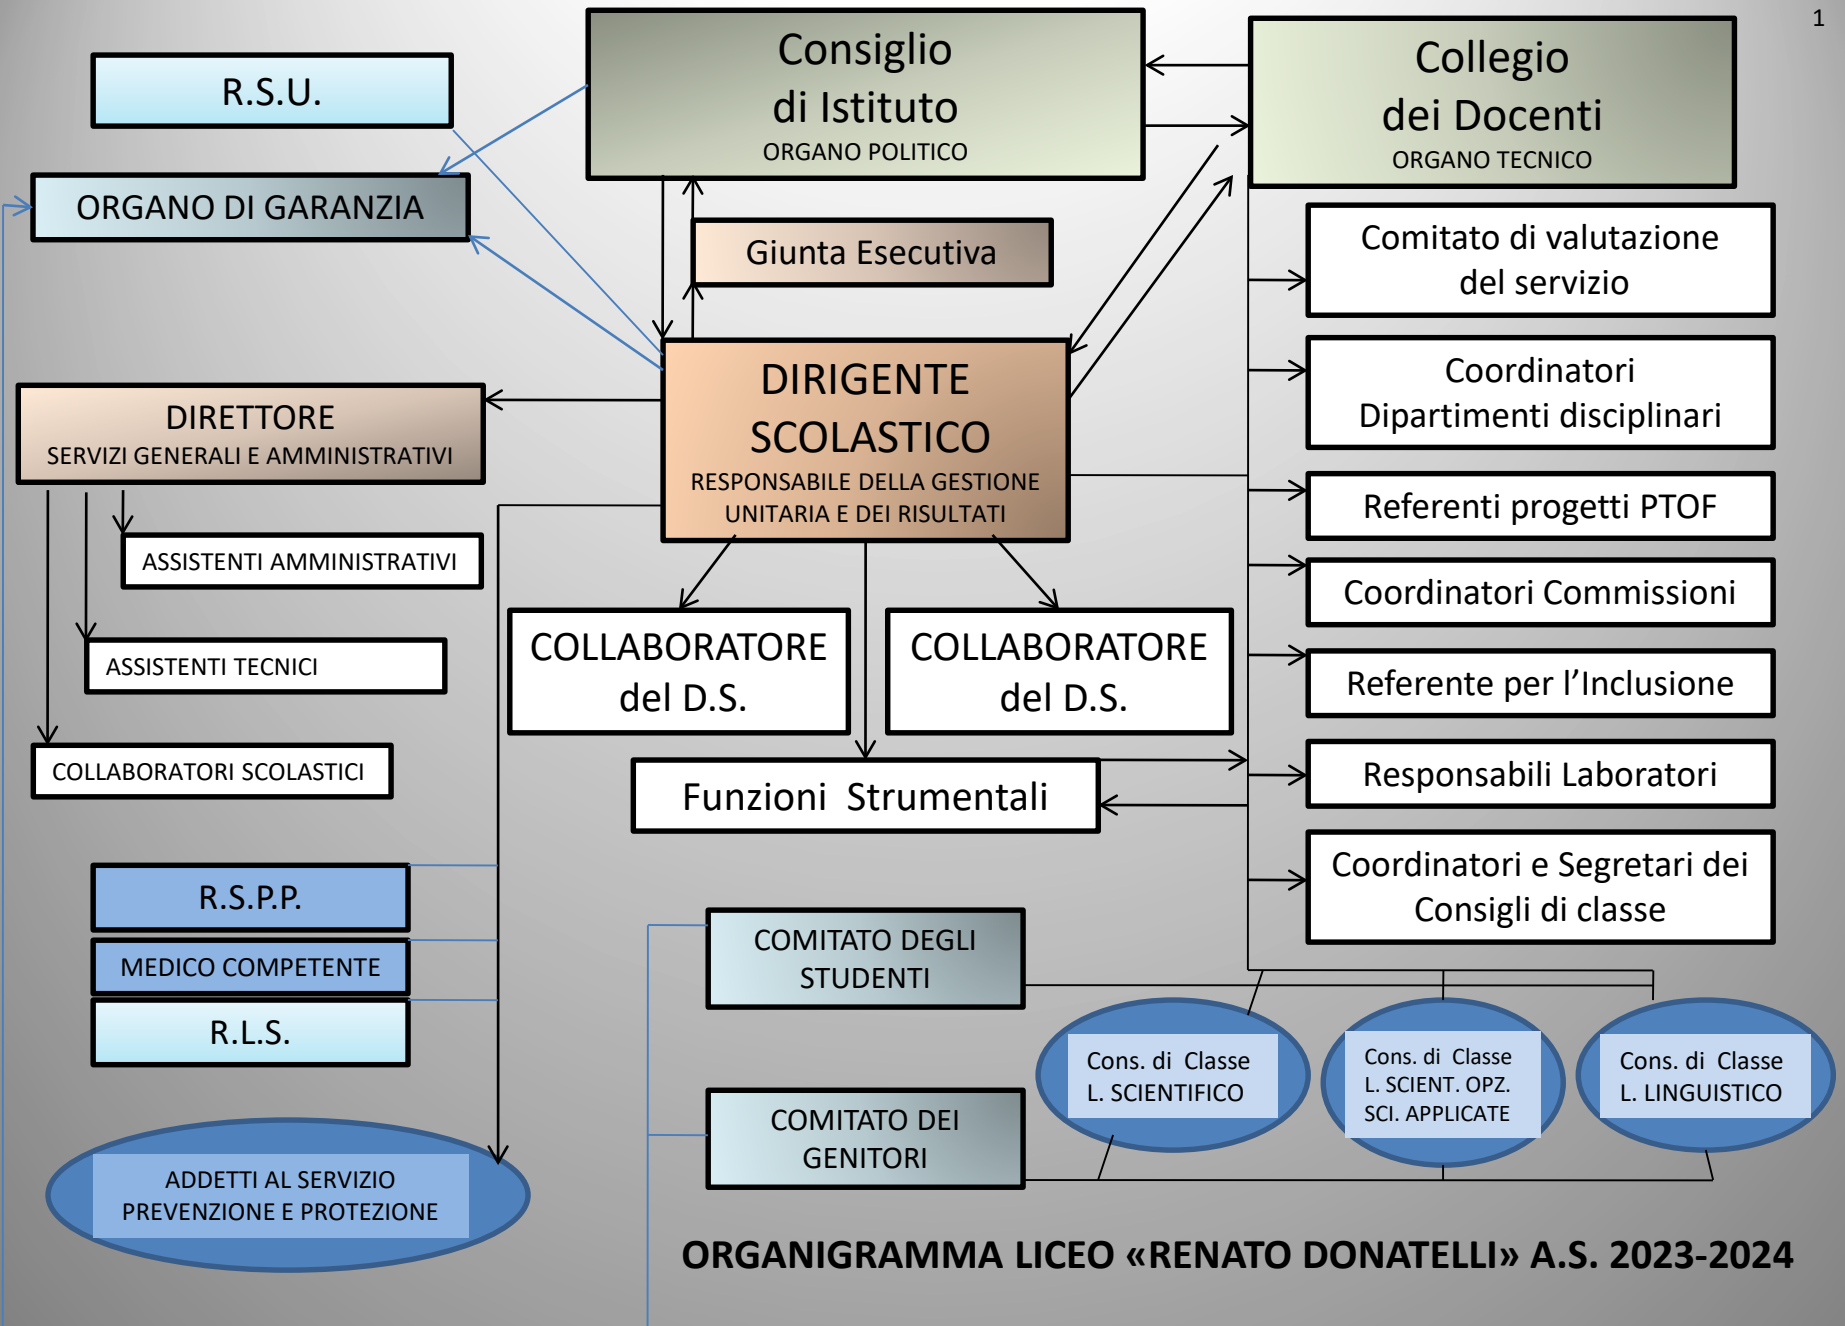 1
R.S.U.
Consiglio
di Istituto
ORGANO POLITICO
Collegio
dei Docenti
ORGANO TECNICO
ORGANO DI GARANZIA
Giunta Esecutiva
Comitato di valutazione
del servizio
DIRIGENTE
SCOLASTICO
RESPONSABILE DELLA GESTIONE
UNITARIA E DEI RISULTATI
Coordinatori
Dipartimenti disciplinari
DIRETTORE
SERVIZI GENERALI E AMMINISTRATIVI
Referenti progetti PTOF
ASSISTENTI AMMINISTRATIVI
Coordinatori Commissioni
ASSISTENTI TECNICI
COLLABORATORE
del D.S.
COLLABORATORE
del D.S.
Referente per l’Inclusione
COLLABORATORI SCOLASTICI
Funzioni  Strumentali
Responsabili Laboratori
Coordinatori e Segretari dei
Consigli di classe
R.S.P.P.
MEDICO COMPETENTE
R.L.S.
COMITATO DEGLI
STUDENTI
Cons. di  Classe
L. SCIENTIFICO
Cons. di  Classe
L. SCIENT. OPZ.
SCI. APPLICATE
Cons. di  Classe
L. LINGUISTICO
COMITATO DEI
GENITORI
ADDETTI AL SERVIZIO
PREVENZIONE E PROTEZIONE
ORGANIGRAMMA LICEO «RENATO DONATELLI» A.S. 2023-2024